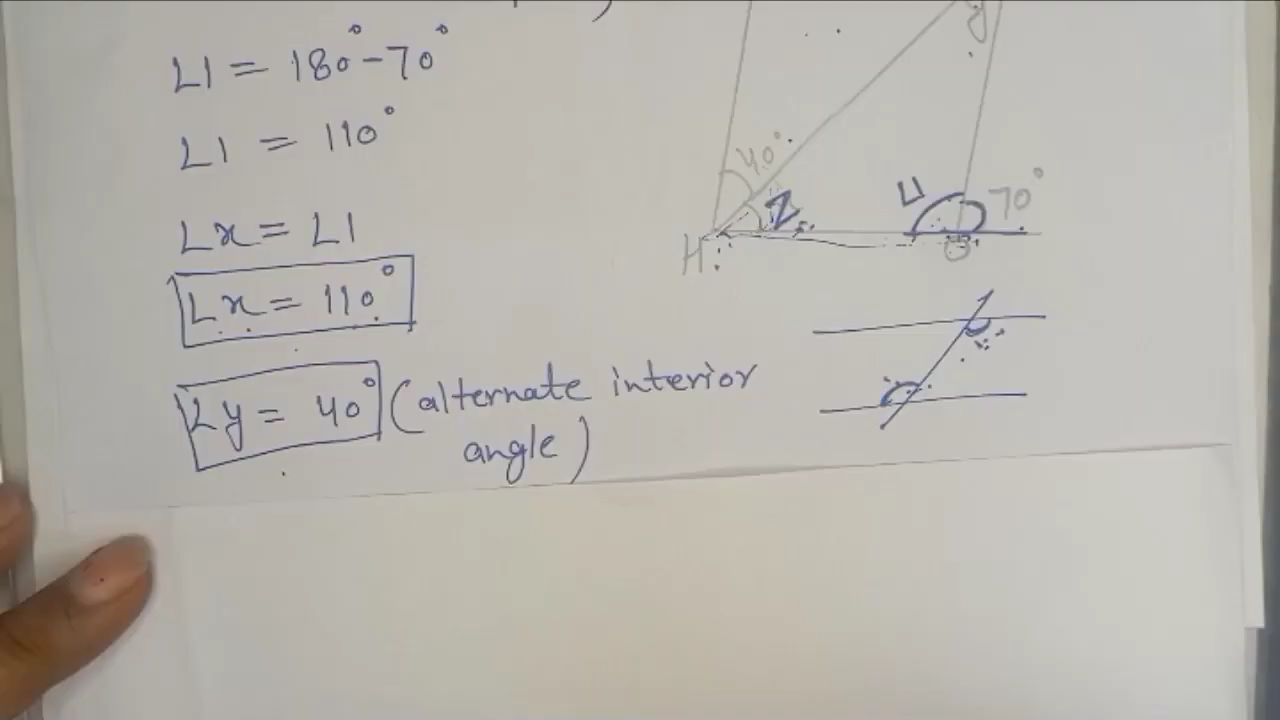 ∠1 = 180° - 70°
∠1 = 110°
∠x = ∠1
∠x = 110°
∠y = 40° (alternate interior
angle)
40°
Z
∠1
70°
H
O
y